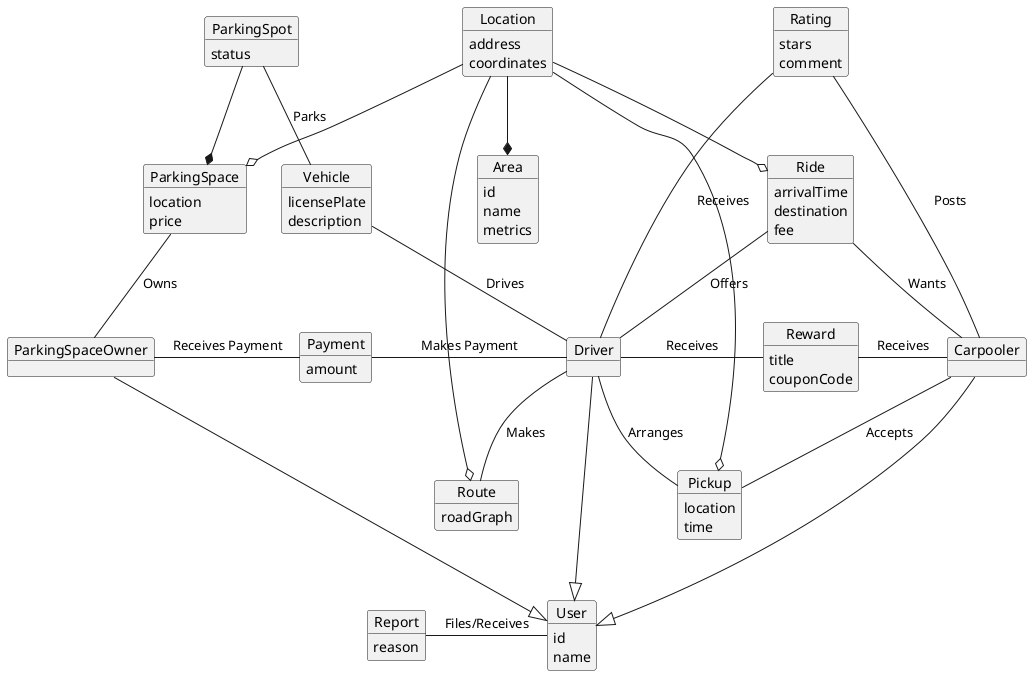 ParkingSpot
status
Location
address
coordinates
Rating
stars
comment
Parks
ParkingSpace
location
price
Vehicle
licensePlate
description
Area
id
name
metrics
Ride
arrivalTime
destination
fee
Receives
Posts
Owns
Drives
Offers
Wants
ParkingSpaceOwner
Receives Payment
Payment
amount
Makes Payment
Driver
Receives
Reward
title
couponCode
Receives
Carpooler
Makes
Arranges
Accepts
Route
roadGraph
Pickup
location
time
Report
reason
Files/Receives
User
id
name